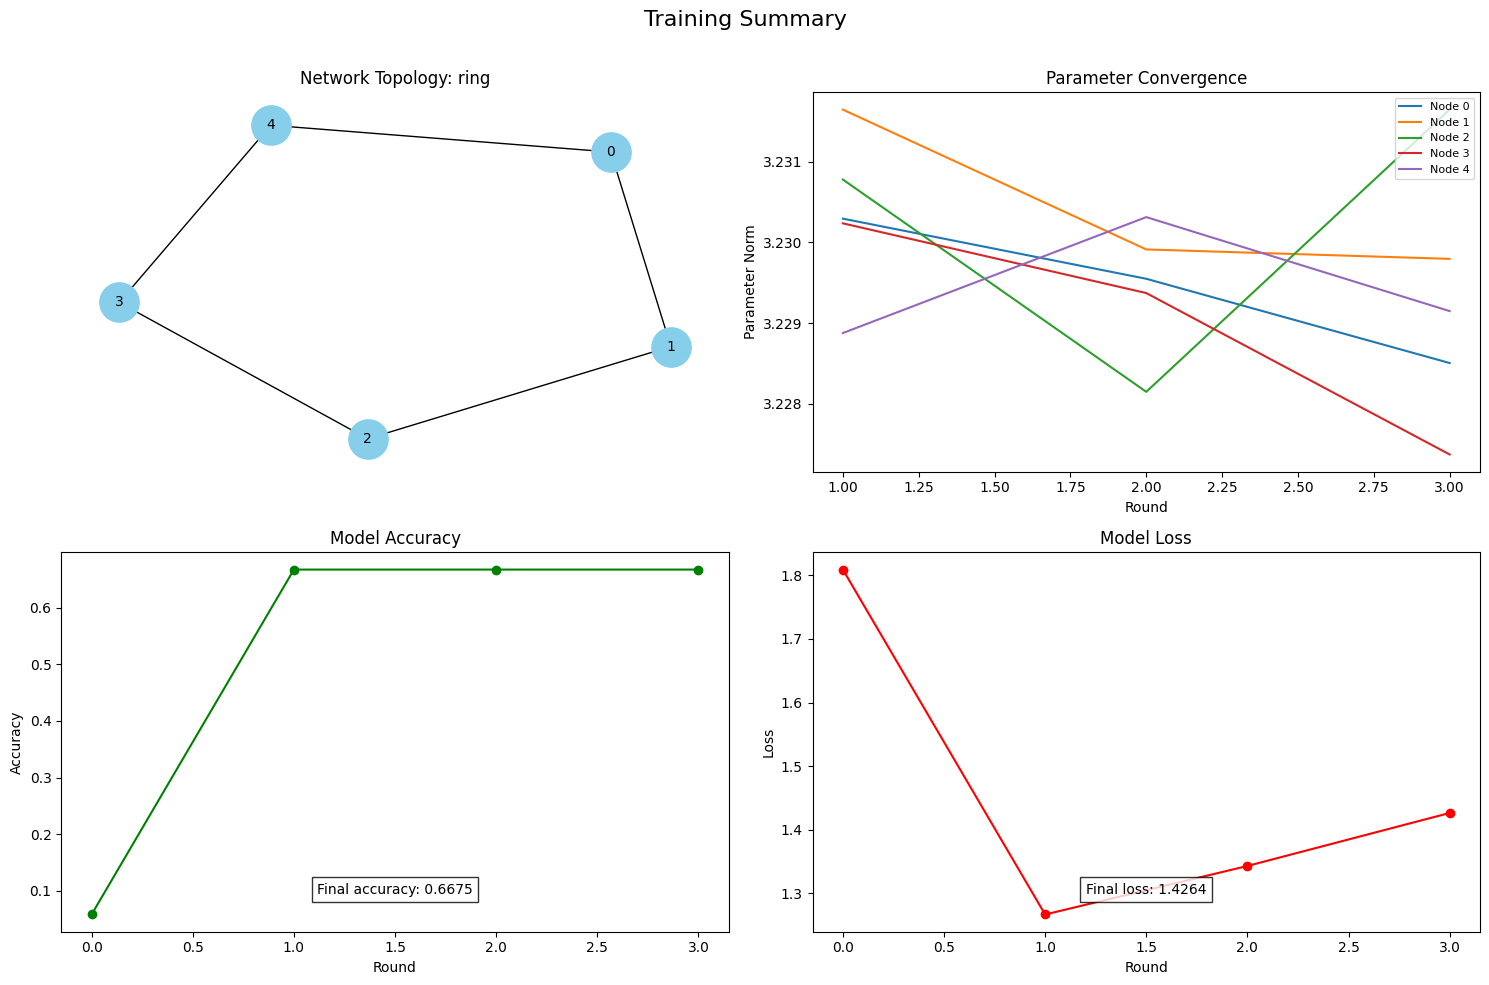 Training Summary
Network Topology: ring
4
0
3
1
2
Parameter Convergence
Node 0
Node 1
Node 2
Node 3
Node 4
Parameter Norm
3.231
3.230
3.229
3.228
1.00 1.25 1.50 1.75 2.00 2.25 2.50 2.75 3.00
Round
Model Accuracy
Accuracy
0.6
0.5
0.4
0.3
0.2
0.1
Final accuracy: 0.6675
0.0 0.5 1.0 1.5 2.0 2.5 3.0
Round
Model Loss
Loss
1.8
1.7
1.6
1.5
1.4
1.3
Final loss: 1.4264
0.0 0.5 1.0 1.5 2.0 2.5 3.0
Round